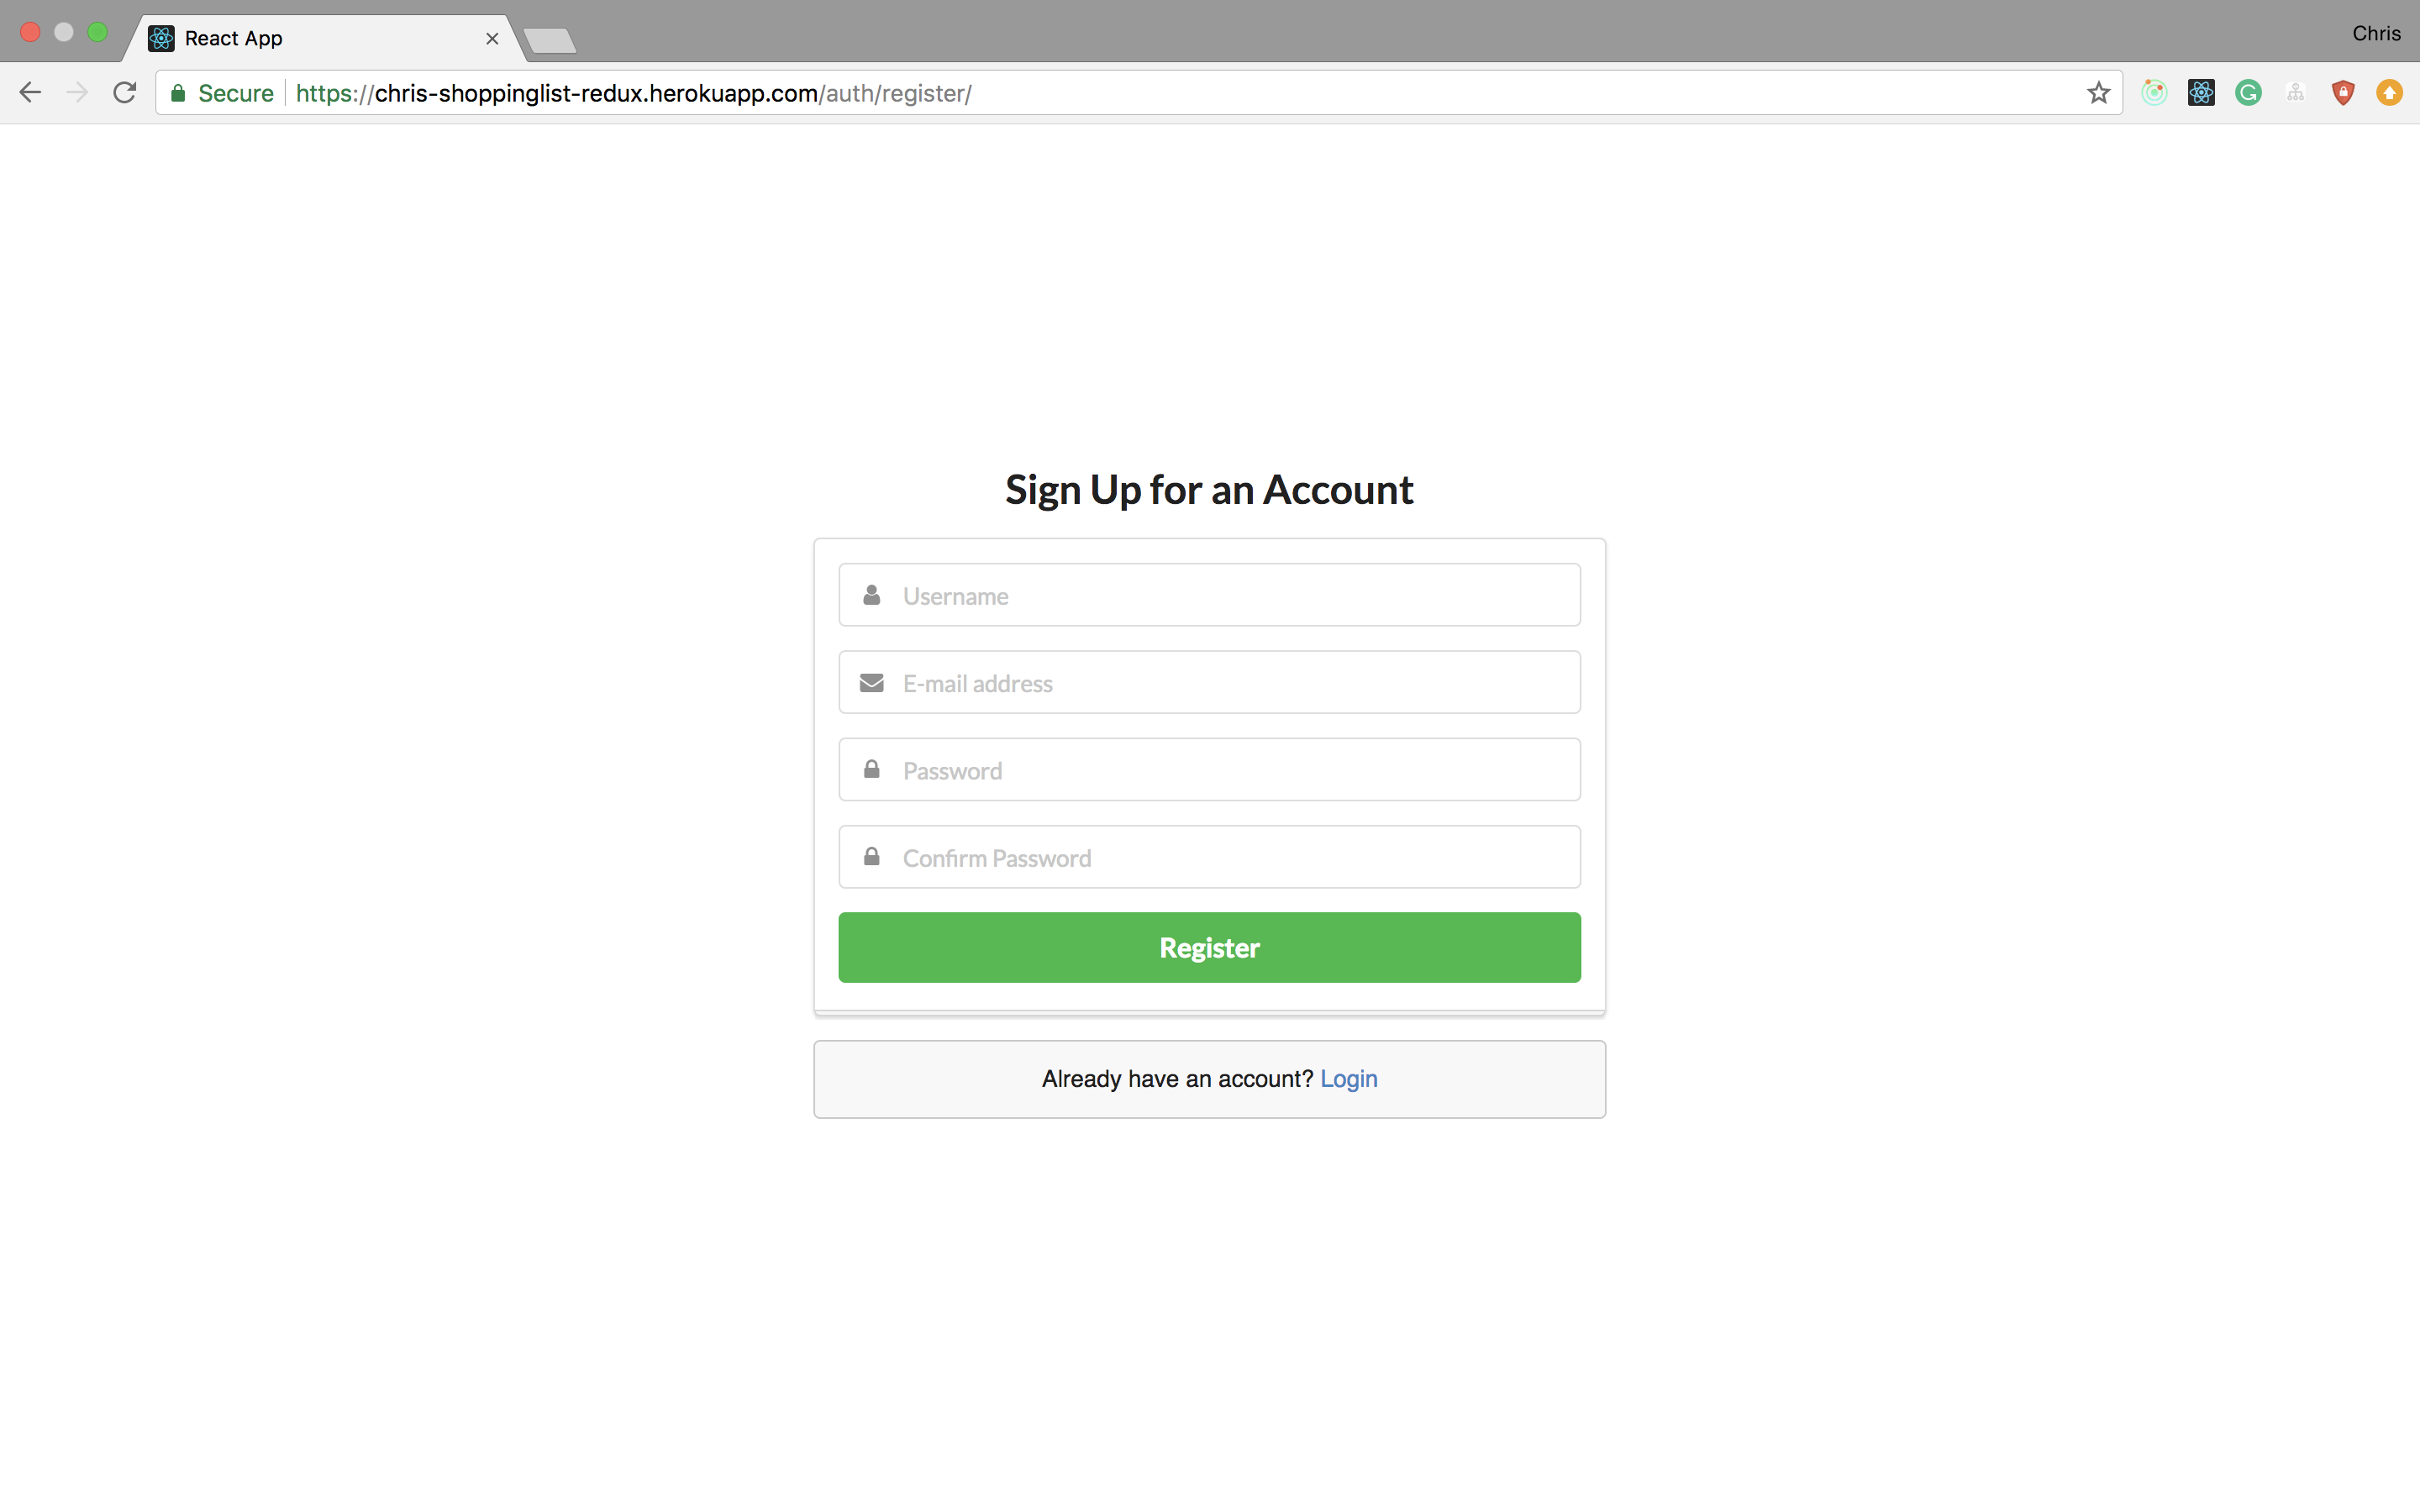 React App
Chris
Secure https://chris-shoppinglist-redux.herokuapp.com/auth/register/
Sign Up for an Account
Username
E-mail address
Password
Confirm Password
Register
Already have an account? Login